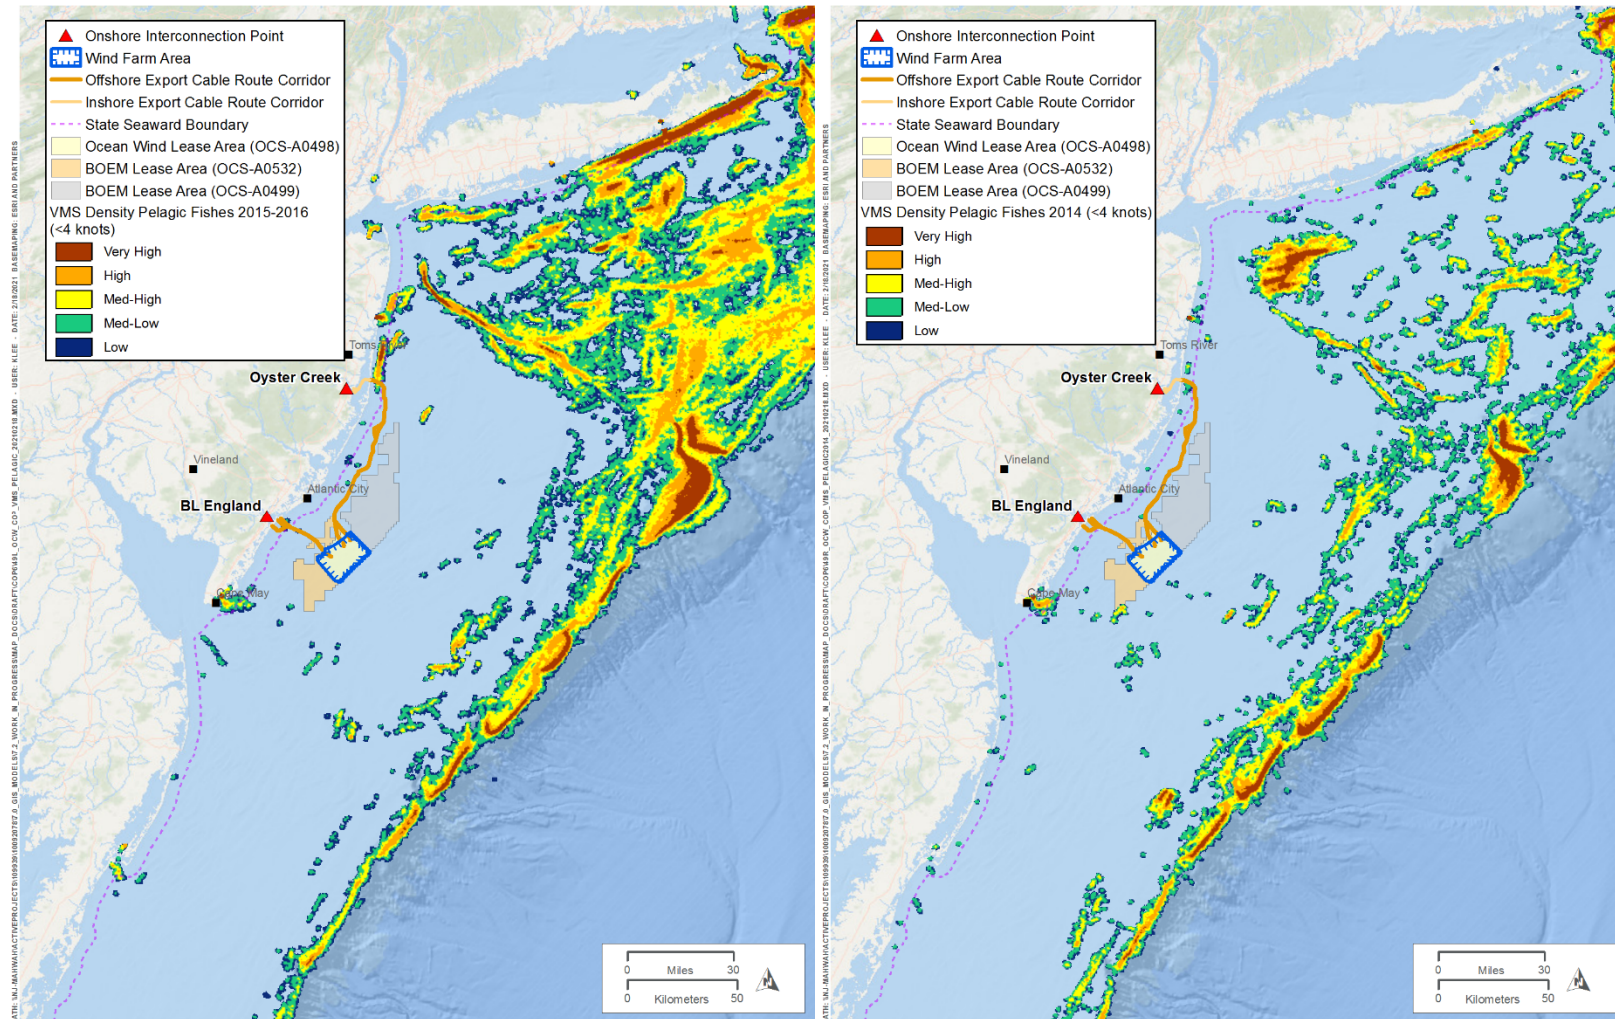 Onshore Interconnection Point
Wind Farm Area
Offshore Export Cable Route Corridor
Inshore Export Cable Route Corridor
State Seaward Boundary
Ocean Wind Lease Area (OCS-A0498)
BOEM Lease Area (OCS-A0532)
BOEM Lease Area (OCS-A0499)
VMS Density Pelagic Fishes 2015-2016
(<4 knots)
Very High
High
Med-High
Med-Low
Low
Toms River
Oyster Creek
Vineland
Atlantic City
BL England
Cape May
0 Miles 30
0 Kilometers 50
N
Onshore Interconnection Point
Wind Farm Area
Offshore Export Cable Route Corridor
Inshore Export Cable Route Corridor
State Seaward Boundary
Ocean Wind Lease Area (OCS-A0498)
BOEM Lease Area (OCS-A0532)
BOEM Lease Area (OCS-A0499)
VMS Density Pelagic Fishes 2014 (<4 knots)
Very High
High
Med-High
Med-Low
Low
Toms River
Oyster Creek
Vineland
Atlantic City
BL England
Cape May
0 Miles 30
0 Kilometers 50
N